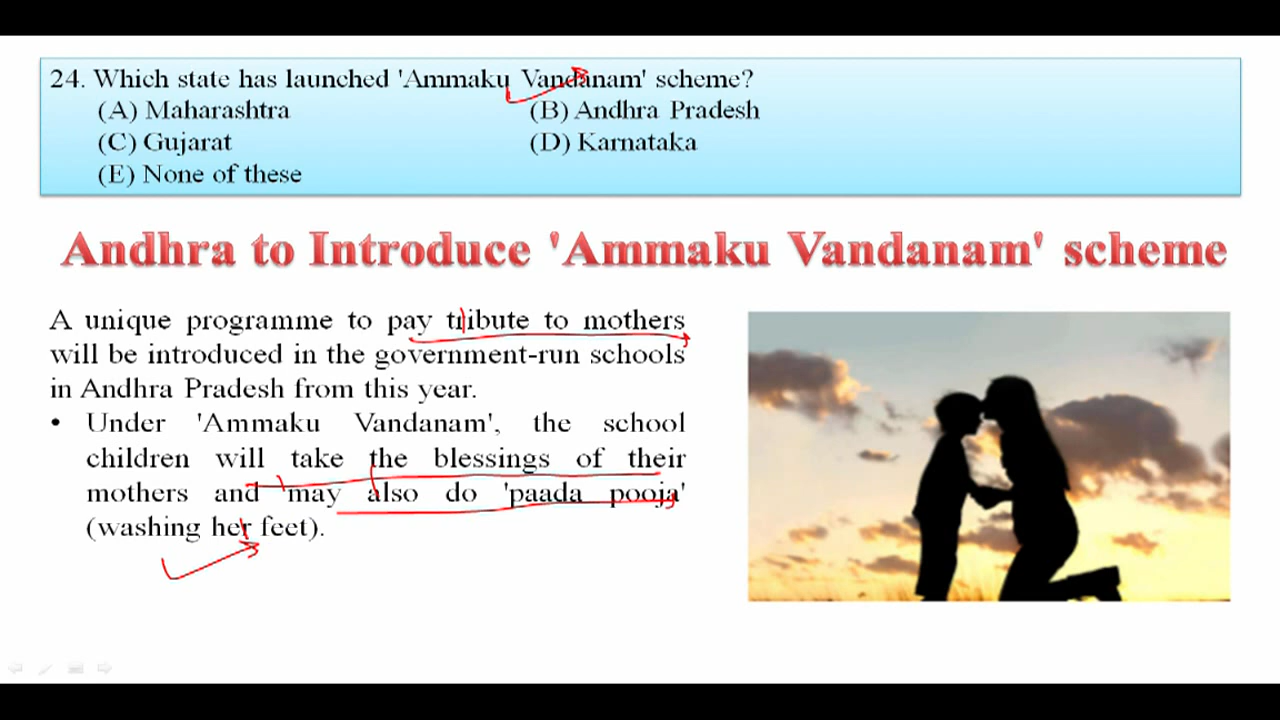 24. Which state has launched 'Ammaku Vandanam' scheme?
(A) Maharashtra (B) Andhra Pradesh
(C) Gujarat (D) Karnataka
(E) None of these
Andhra to Introduce 'Ammaku Vandanam' scheme
A unique programme to pay tribute to mothers
will be introduced in the government-run schools
in Andhra Pradesh from this year.
• Under 'Ammaku Vandanam', the school
children will take the blessings of their
mothers and may also do 'paada pooja'
(washing her feet).